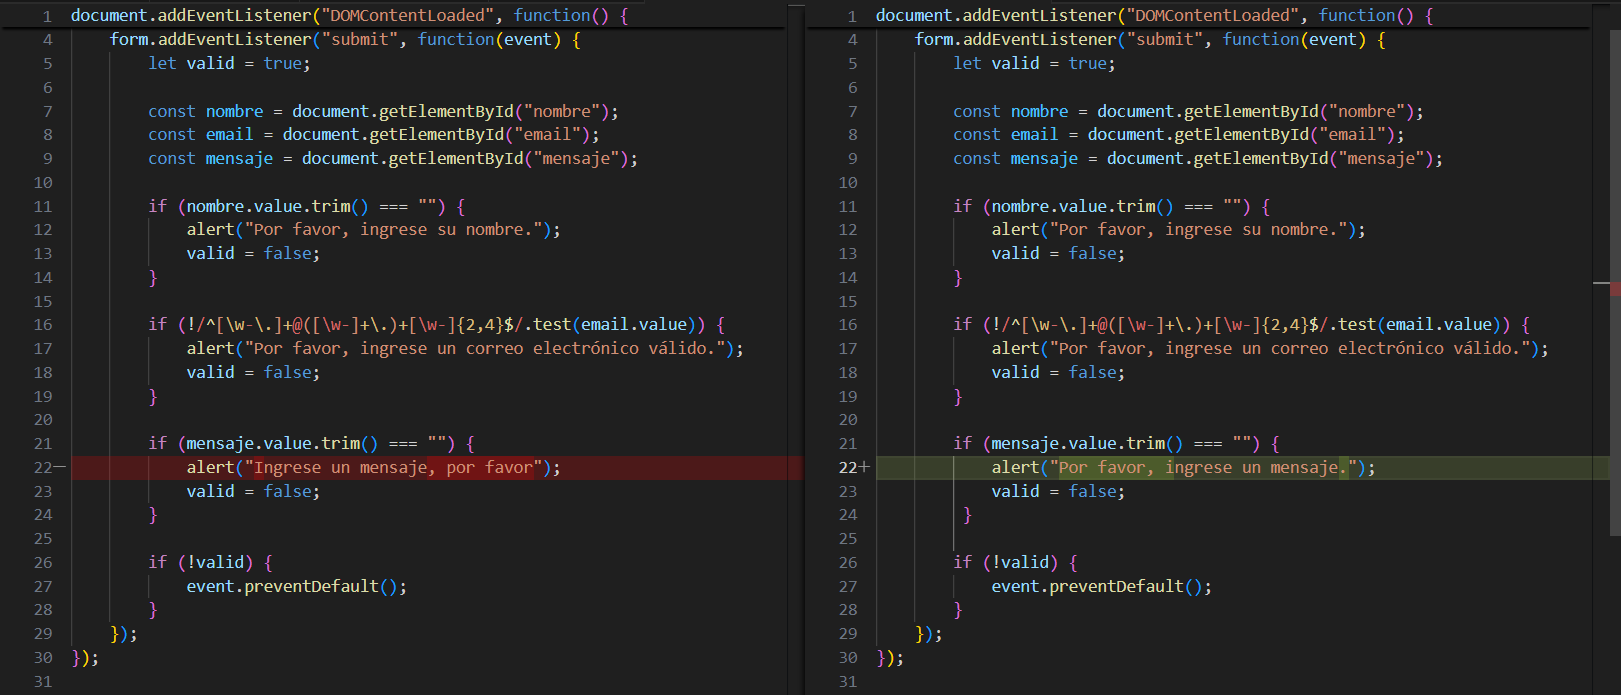 1 document.addEventListener("DOMContentLoaded", function() {
4 form.addEventListener("submit", function(event) {
5 let valid = true;
6
7 const nombre = document.getElementById("nombre");
8 const email = document.getElementById("email");
9 const mensaje = document.getElementById("mensaje");
10
11 if (nombre.value.trim() === "") {
12 alert("Por favor, ingrese su nombre.");
13 valid = false;
14 }
15
16 if (!/^[\w-\.]+@([\w-]+\.)+[\w-]{2,4}$/.test(email.value)) {
17 alert("Por favor, ingrese un correo electrónico válido.");
18 valid = false;
19 }
20
21 if (mensaje.value.trim() === "") {
22— alert("Ingrese un mensaje, por favor");
23 valid = false;
24 }
25
26 if (!valid) {
27 event.preventDefault();
28 }
29 });
30 });
31
1 document.addEventListener("DOMContentLoaded", function() {
4 form.addEventListener("submit", function(event) {
5 let valid = true;
6
7 const nombre = document.getElementById("nombre");
8 const email = document.getElementById("email");
9 const mensaje = document.getElementById("mensaje");
10
11 if (nombre.value.trim() === "") {
12 alert("Por favor, ingrese su nombre.");
13 valid = false;
14 }
15
16 if (!/^[\w-\.]+@([\w-]+\.)+[\w-]{2,4}$/.test(email.value)) {
17 alert("Por favor, ingrese un correo electrónico válido.");
18 valid = false;
19 }
20
21 if (mensaje.value.trim() === "") {
22+ alert("Por favor, ingrese un mensaje.");
23 valid = false;
24 }
25
26 if (!valid) {
27 event.preventDefault();
28 }
29 });
30 });
31